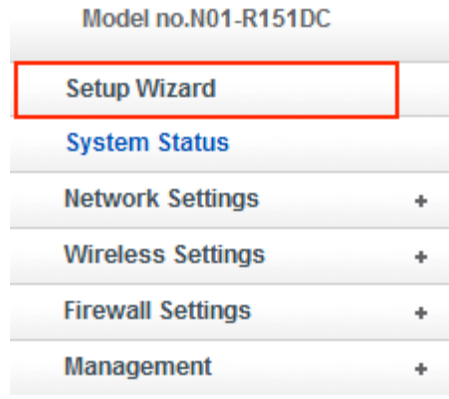 Model no.N01-R151DC
Setup Wizard
System Status
Network Settings +
Wireless Settings +
Firewall Settings +
Management +